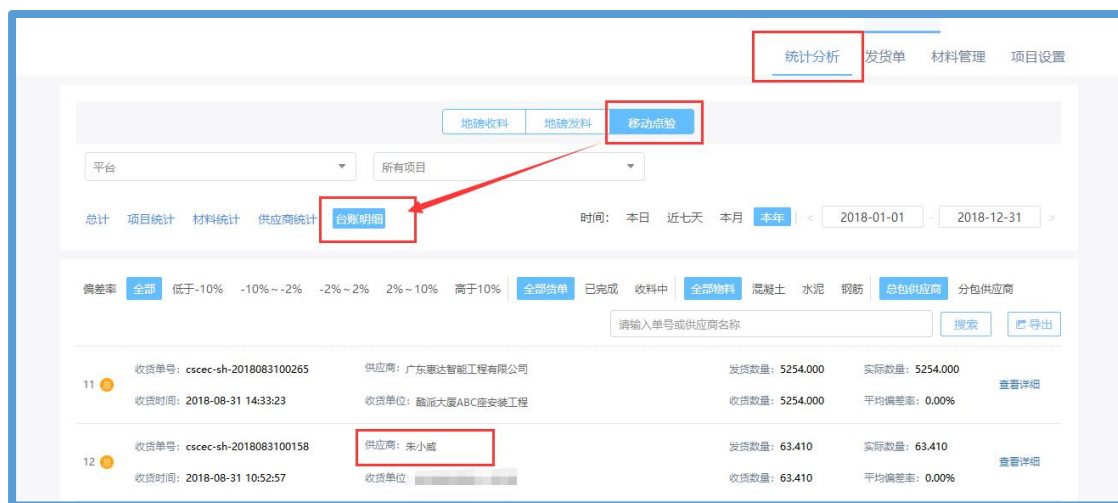 统计分析 发货单 材料管理 项目设置
地磅收料 地磅发料 移动点验
平台 所有项目
总计 项目统计 材料统计 供应商统计 台账明细 时间: 本日 近七天 本月 本年 < 2018-01-01 - 2018-12-31 >
偏差率 全部 低于-10% -10%~-2% -2%~2% 2%~10% 高于10% 全部货单 已完成 收料中 全部物料 混凝土 水泥 钢筋 总包供应商 分包供应商
请输入单号或供应商名称 搜索 导出
收货单号: cscec-sh-2018083100265 供应商: 广东惠达智能工程有限公司 发货数量: 5254.000 实际数量: 5254.000
11 总 查看详细
收货时间: 2018-08-31 14:33:23 收货单位: 酷派大厦ABC座安装工程 收货数量: 5254.000 平均偏差率: 0.00%
收货单号: cscec-sh-2018083100158 供应商: 朱小威 发货数量: 63.410 实际数量: 63.410
12 总 查看详细
收货时间: 2018-08-31 10:52:57 收货单位 收货数量: 63.410 平均偏差率: 0.00%